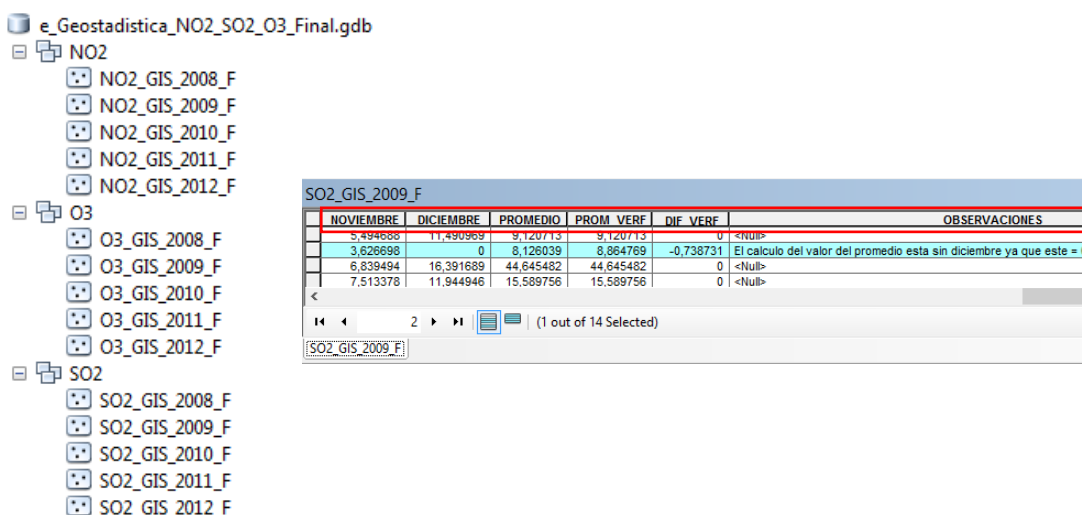 e_Geostadistica_NO2_SO2_O3_Final.gdb
NO2
NO2_GIS_2008_F
NO2_GIS_2009_F
NO2_GIS_2010_F
NO2_GIS_2011_F
NO2_GIS_2012_F
O3
O3_GIS_2008_F
O3_GIS_2009_F
O3_GIS_2010_F
O3_GIS_2011_F
O3_GIS_2012_F
SO2
SO2_GIS_2008_F
SO2_GIS_2009_F
SO2_GIS_2010_F
SO2_GIS_2011_F
SO2_GIS_2012_F
SO2_GIS_2009_F
NOVIEMBRE DICIEMBRE PROMEDIO PROM_VERF DIF_VERF OBSERVACIONES
5,494688 11,490969 9,120713 9,120713 0 <Null>
3,626698 0 8,126039 8,864769 -0,738731 El calculo del valor del promedio esta sin diciembre ya que este =
6,839494 16,391689 44,645482 44,645482 0 <Null>
7,513378 11,944946 15,589756 15,589756 0 <Null>
2 (1 out of 14 Selected)
SO2_GIS_2009_F